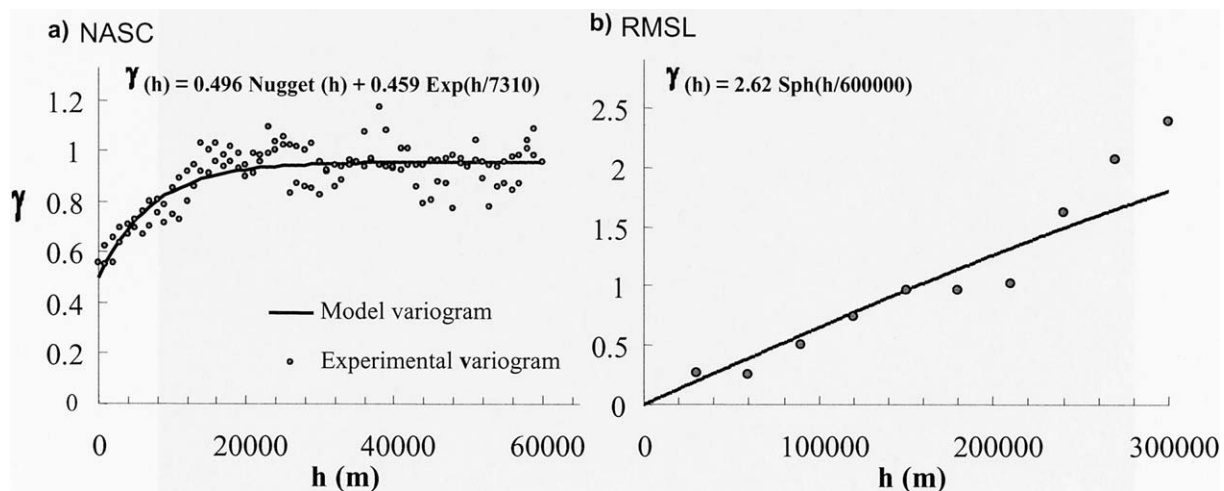 a) NASC
γ (h) = 0.496 Nugget (h) + 0.459 Exp(h/7310)
1.2
1
0.8
γ
0.6
0.4
0.2
0
Model variogram
Experimental variogram
0 20000 40000 60000
h (m)
b) RMSL
γ (h) = 2.62 Sph(h/600000)
2.5
2
1.5
1
0.5
0
0 100000 200000 300000
h (m)